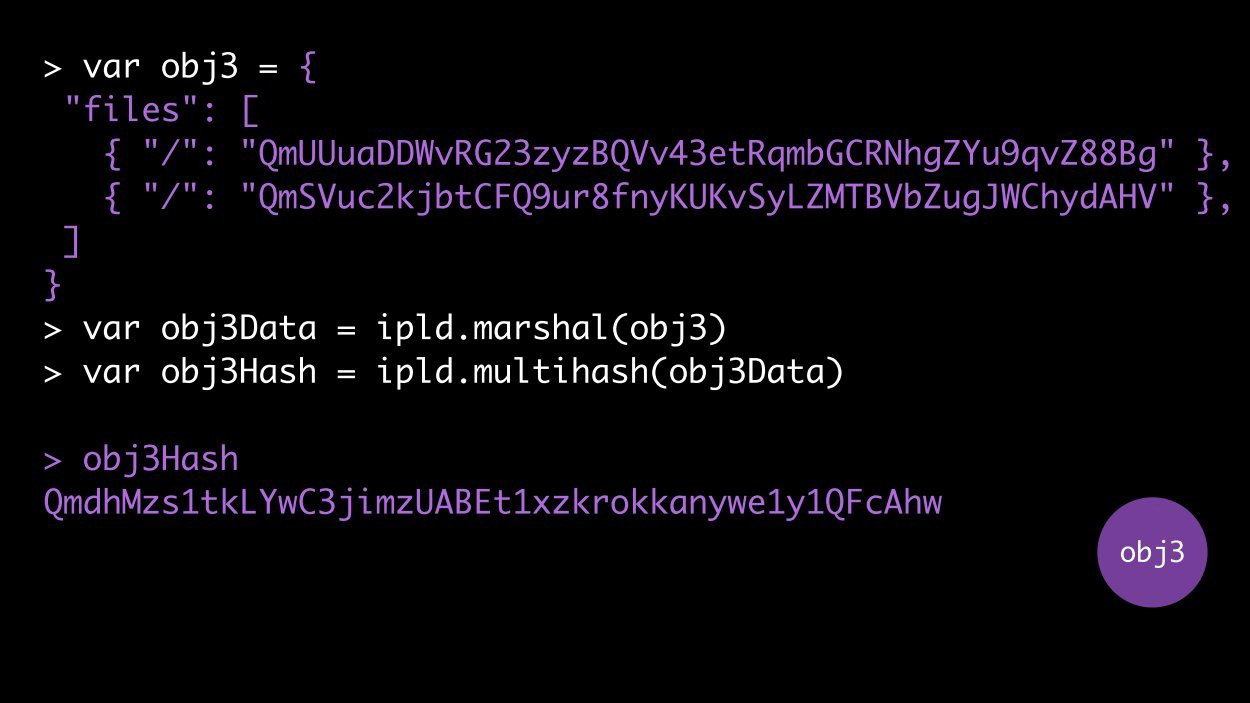 > var obj3 = {
"files": [
{ "/": "QmUUuaDDWvRG23zyzBQVv43etRqmbGCRNhgZYu9qvZ88Bg" },
{ "/": "QmSVuc2kjbtCFQ9ur8fnyKUKvSyLZMTBVbZugJWChydAHV" },
]
}
> var obj3Data = ipld.marshal(obj3)
> var obj3Hash = ipld.multihash(obj3Data)
> obj3Hash
QmdhMzs1tkLYwC3jimzUABEt1xzkrokkanywe1y1QFcAhw
obj3